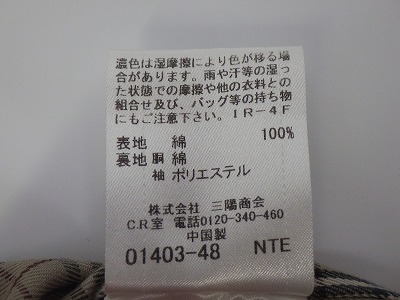 濃色は湿摩擦により色が移る場
合があります。雨や汗等の湿っ
た状態での摩擦や他の衣料との
組合せ及び、バッグ等の持ち物
にもご注意下さい。IR-4F
表地 綿 100%
裏地 胴 綿
袖 ポリエステル
株式会社 三陽商会
C.R室 電話0120-340-460
中国製
01403-48 NTE